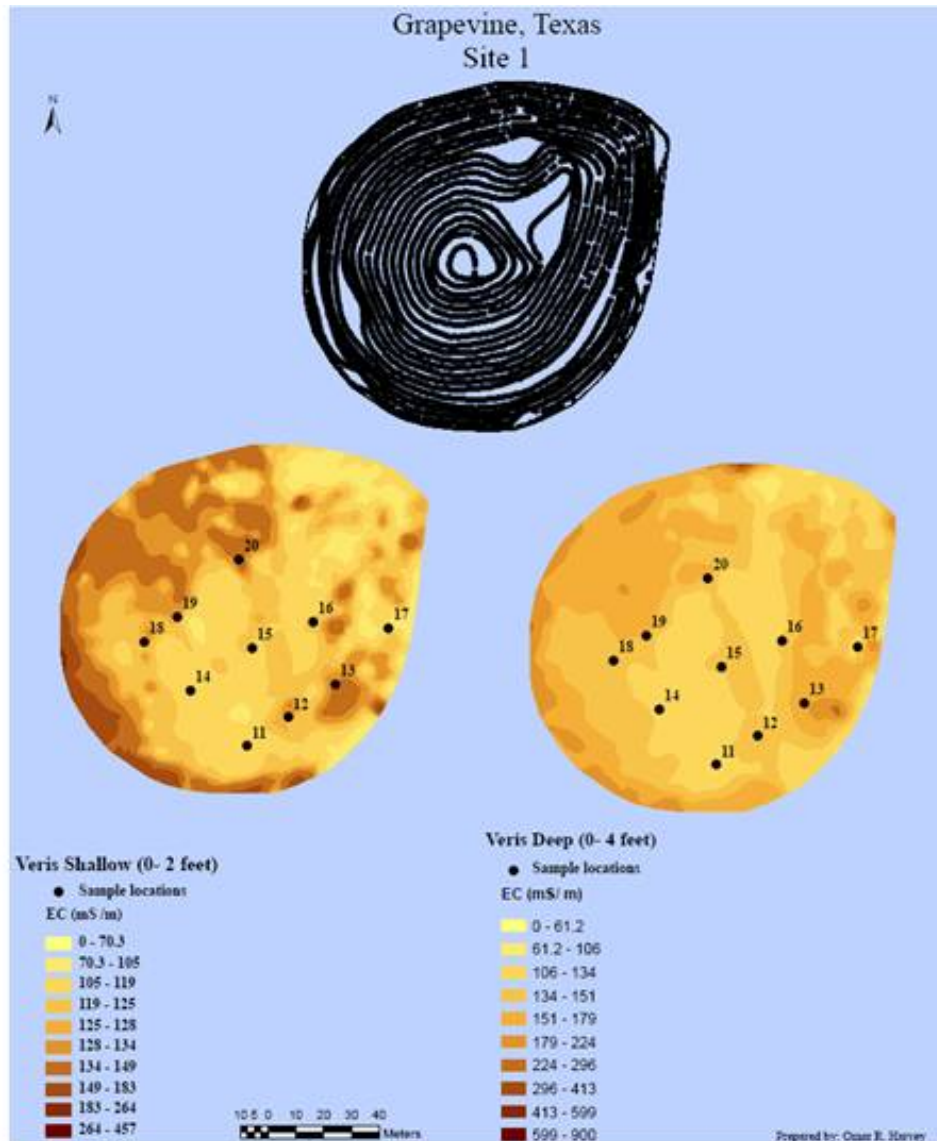 Grapevine, Texas
Site 1
N
20
19
18
16
17
15
14
13
12
11
20
19
18
16
17
15
14
13
12
11
Veris Shallow (0- 2 feet)
Sample locations
EC (mS /m)
0 - 70.3
70.3 - 105
105 - 119
119 - 125
125 - 128
128 - 134
134 - 149
149 - 183
183 - 264
264 - 457
Veris Deep (0- 4 feet)
Sample locations
EC (mS/ m)
0 - 61.2
61.2 - 106
106 - 134
134 - 151
151 - 179
179 - 224
224 - 296
296 - 413
413 - 599
599 - 900
10 5 0 10 20 30 40
Meters
Prepared by: Omar R. Harvey